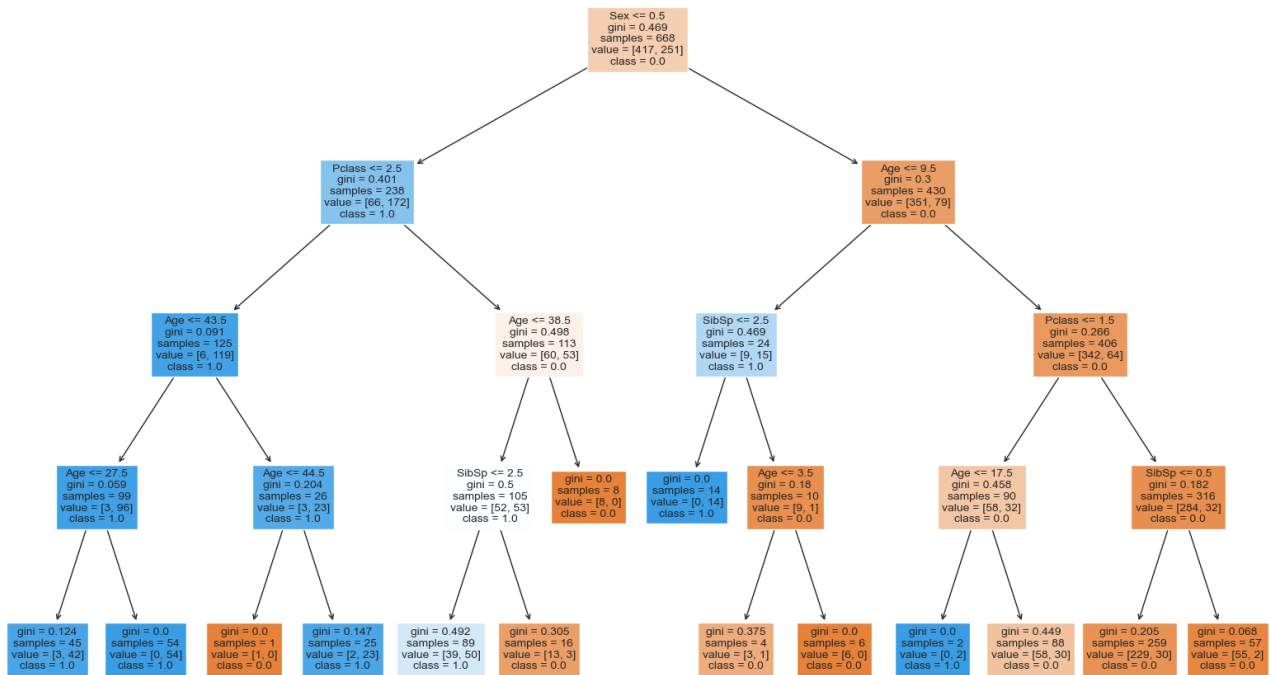 Sex <= 0.5
gini = 0.469
samples = 668
value = [417, 251]
class = 0.0
Pclass <= 2.5
gini = 0.401
samples = 238
value = [66, 172]
class = 1.0
Age <= 9.5
gini = 0.3
samples = 430
value = [351, 79]
class = 0.0
Age <= 43.5
gini = 0.091
samples = 125
value = [6, 119]
class = 1.0
Age <= 38.5
gini = 0.498
samples = 113
value = [60, 53]
class = 0.0
SibSp <= 2.5
gini = 0.469
samples = 24
value = [9, 15]
class = 1.0
Pclass <= 1.5
gini = 0.266
samples = 406
value = [342, 64]
class = 0.0
Age <= 27.5
gini = 0.059
samples = 99
value = [3, 96]
class = 1.0
Age <= 44.5
gini = 0.204
samples = 26
value = [3, 23]
class = 1.0
SibSp <= 2.5
gini = 0.5
samples = 105
value = [52, 53]
class = 1.0
gini = 0.0
samples = 8
value = [8, 0]
class = 0.0
gini = 0.0
samples = 14
value = [0, 14]
class = 1.0
Age <= 3.5
gini = 0.18
samples = 10
value = [9, 1]
class = 0.0
Age <= 17.5
gini = 0.458
samples = 90
value = [58, 32]
class = 0.0
SibSp <= 0.5
gini = 0.182
samples = 316
value = [284, 32]
class = 0.0
gini = 0.124
samples = 45
value = [3, 42]
class = 1.0
gini = 0.0
samples = 54
value = [0, 54]
class = 1.0
gini = 0.0
samples = 1
value = [1, 0]
class = 0.0
gini = 0.147
samples = 25
value = [2, 23]
class = 1.0
gini = 0.492
samples = 89
value = [39, 50]
class = 1.0
gini = 0.305
samples = 16
value = [13, 3]
class = 0.0
gini = 0.375
samples = 4
value = [3, 1]
class = 0.0
gini = 0.0
samples = 6
value = [6, 0]
class = 0.0
gini = 0.0
samples = 2
value = [0, 2]
class = 1.0
gini = 0.449
samples = 88
value = [58, 30]
class = 0.0
gini = 0.205
samples = 259
value = [229, 30]
class = 0.0
gini = 0.068
samples = 57
value = [55, 2]
class = 0.0